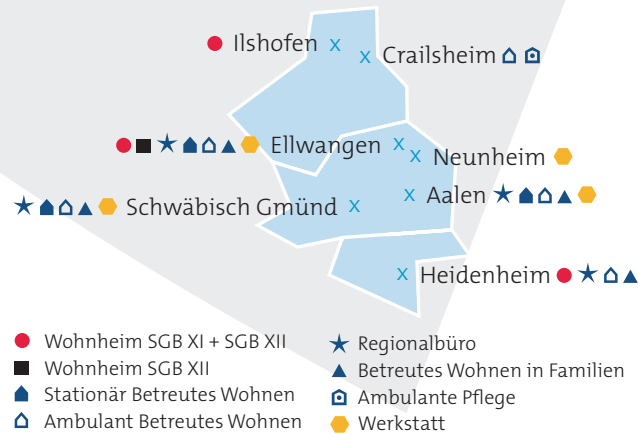 Ilshofen x
x Crailsheim
Ellwangen x
x Neunheim
x Aalen
Schwäbisch Gmünd x
x Heidenheim
Wohnheim SGB XI + SGB XII
Wohnheim SGB XII
Stationär Betreutes Wohnen
Ambulant Betreutes Wohnen
Regionalbüro
Betreutes Wohnen in Familien
Ambulante Pflege
Werkstatt